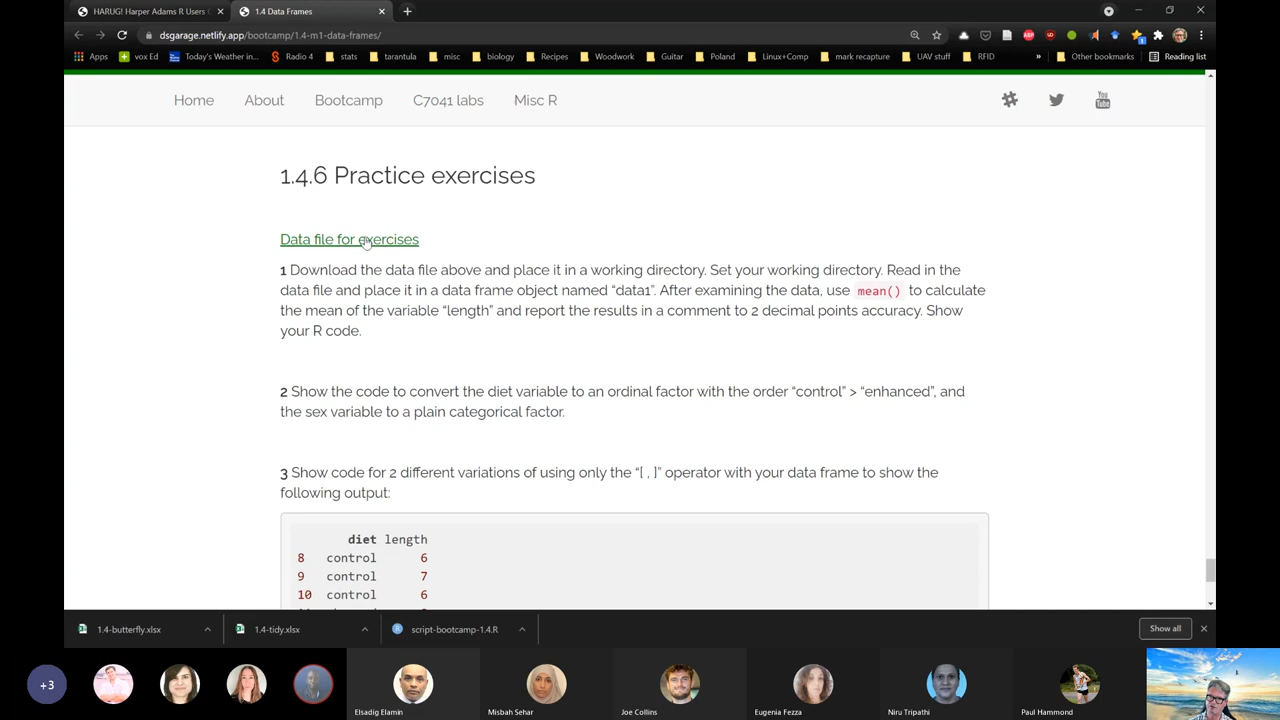 HARUG! Harper Adams R Users
1.4 Data Frames
dsgarage.netlify.app/bootcamp/1.4-m1-data-frames/
Apps vox Ed Today's Weather in... Radio 4 stats tarantula misc biology Recipes Woodwork Guitar Poland Linux+Comp mark recapture UAV stuff RFID » Other bookmarks Reading list
Home About Bootcamp C7041 labs Misc R You Tube
1.4.6 Practice exercises
Data file for exercises
1 Download the data file above and place it in a working directory. Set your working directory. Read in the
data file and place it in a data frame object named “data1”. After examining the data, use mean() to calculate
the mean of the variable “length” and report the results in a comment to 2 decimal points accuracy. Show
your R code.
2 Show the code to convert the diet variable to an ordinal factor with the order “control” > “enhanced”, and
the sex variable to a plain categorical factor.
3 Show code for 2 different variations of using only the “[ , ]” operator with your data frame to show the
following output:
diet length
8 control 6
9 control 7
10 control 6
1.4-butterfly.xlsx 1.4-tidy.xlsx script-bootcamp-1.4.R Show all
+3
Elsadig Elamin Misbah Sehar Joe Collins Eugenia Fezza Niru Tripathi Paul Hammond